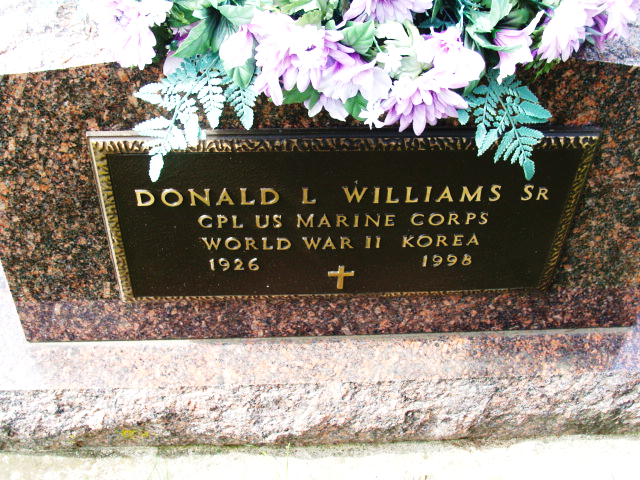 DONALD L WILLIAMS SR
CPL US MARINE CORPS
WORLD WAR II KOREA
1926 1998